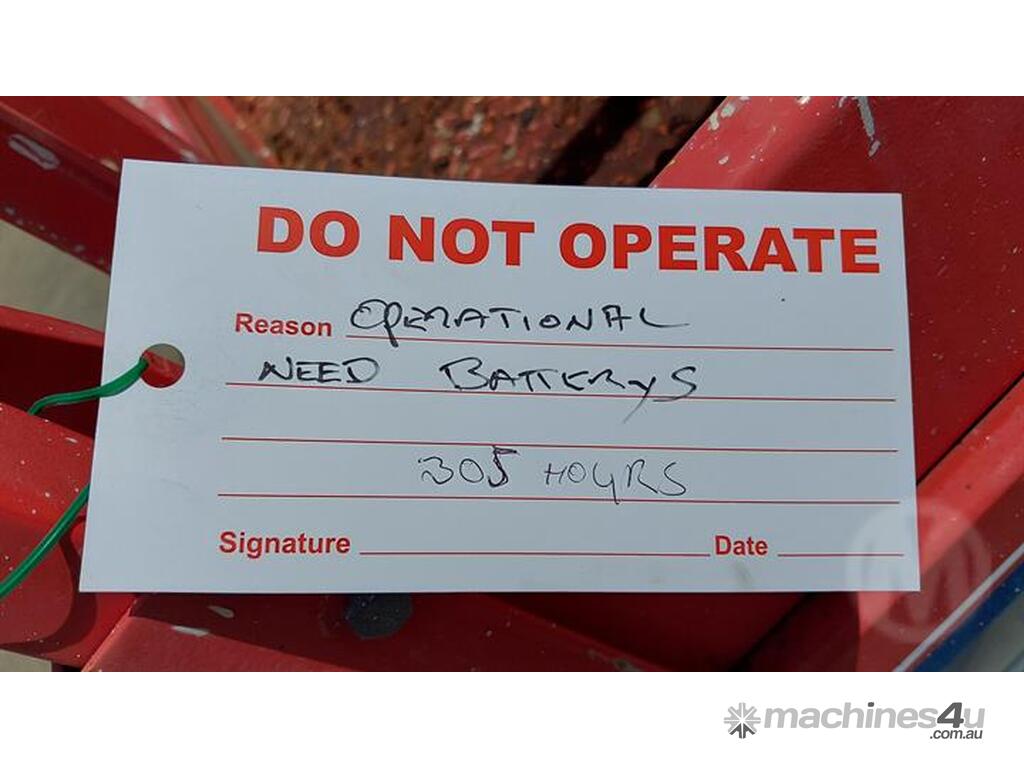 DO NOT OPERATE
Reason OPERATIONAL
NEED BATTERYS
305 HOURS
Signature Date
machines4u
.com.au